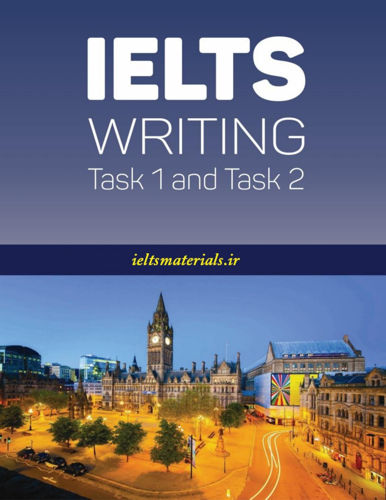 IELTS
WRITING
Task 1 and Task 2
ieltsmaterials.ir